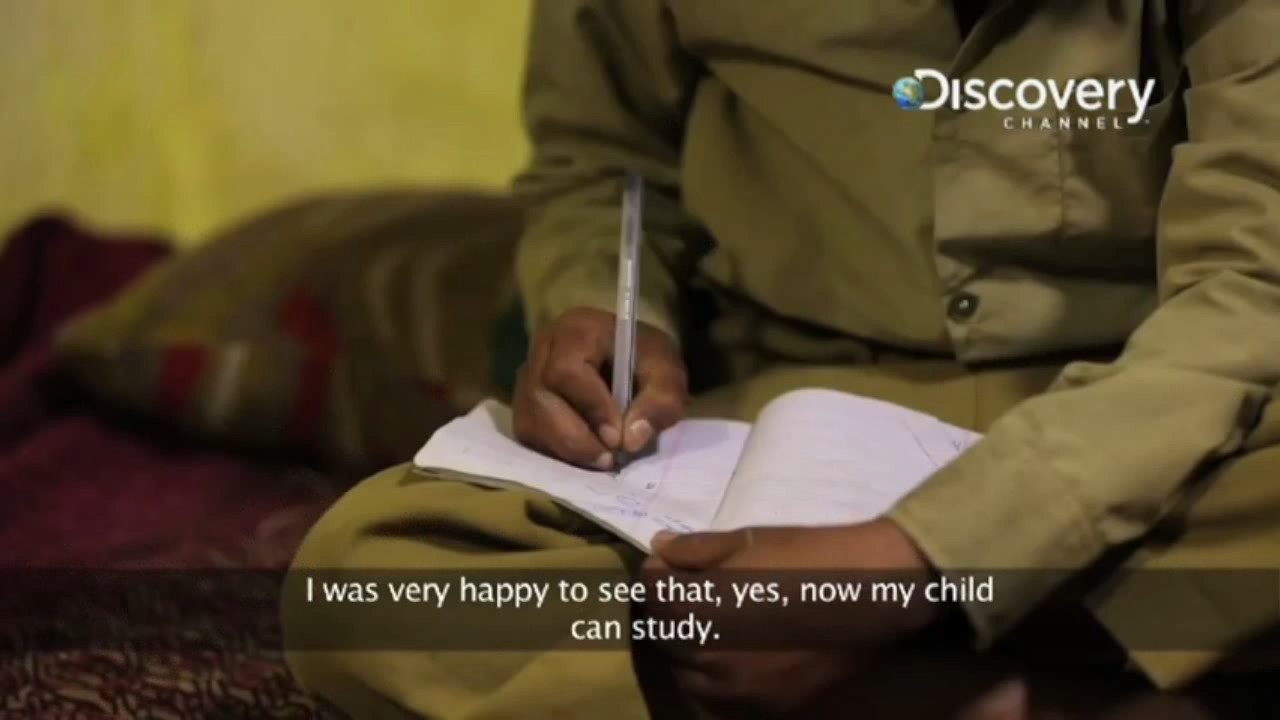 Discovery
CHANNEL
I was very happy to see that, yes, now my child
can study.